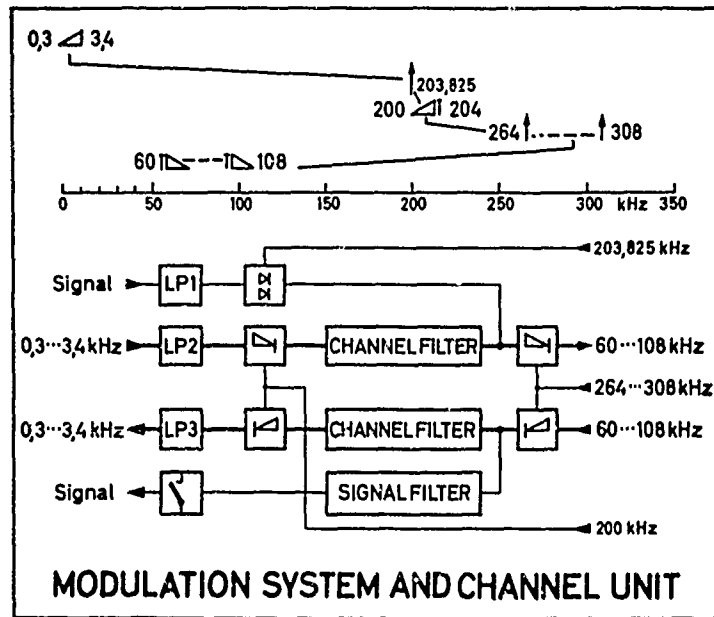 0,3 3,4
203,825
200 204
264 308
60 108
0 50 100 150 200 250 300 kHz 350
203,825 kHz
Signal LP1
0,3···3,4 kHz LP2 CHANNEL FILTER 60···108 kHz
264···308 kHz
0,3···3,4 kHz LP3 CHANNEL FILTER 60···108 kHz
Signal SIGNAL FILTER
200 kHz
MODULATION SYSTEM AND CHANNEL UNIT